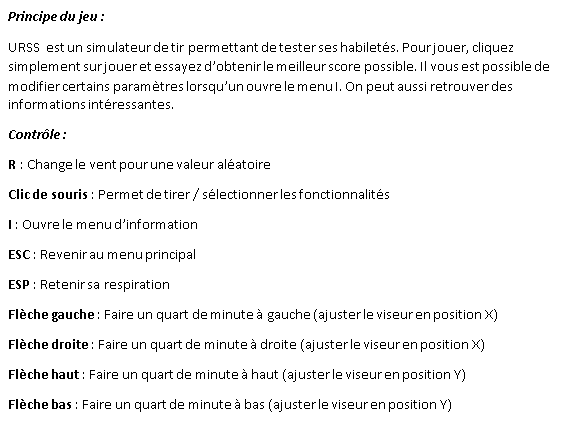 Principe du jeu :
URSS est un simulateur de tir permettant de tester ses habiletés. Pour jouer, cliquez
simplement sur jouer et essayez d'obtenir le meilleur score possible. Il vous est possible de
modifier certains paramètres lorsqu'un ouvre le menu I. On peut aussi retrouver des
informations intéressantes.
Contrôle :
R : Change le vent pour une valeur aléatoire
Clic de souris : Permet de tirer / sélectionner les fonctionnalités
I : Ouvre le menu d'information
ESC : Revenir au menu principal
ESP : Retenir sa respiration
Flèche gauche : Faire un quart de minute à gauche (ajuster le viseur en position X)
Flèche droite : Faire un quart de minute à droite (ajuster le viseur en position X)
Flèche haut : Faire un quart de minute à haut (ajuster le viseur en position Y)
Flèche bas : Faire un quart de minute à bas (ajuster le viseur en position Y)